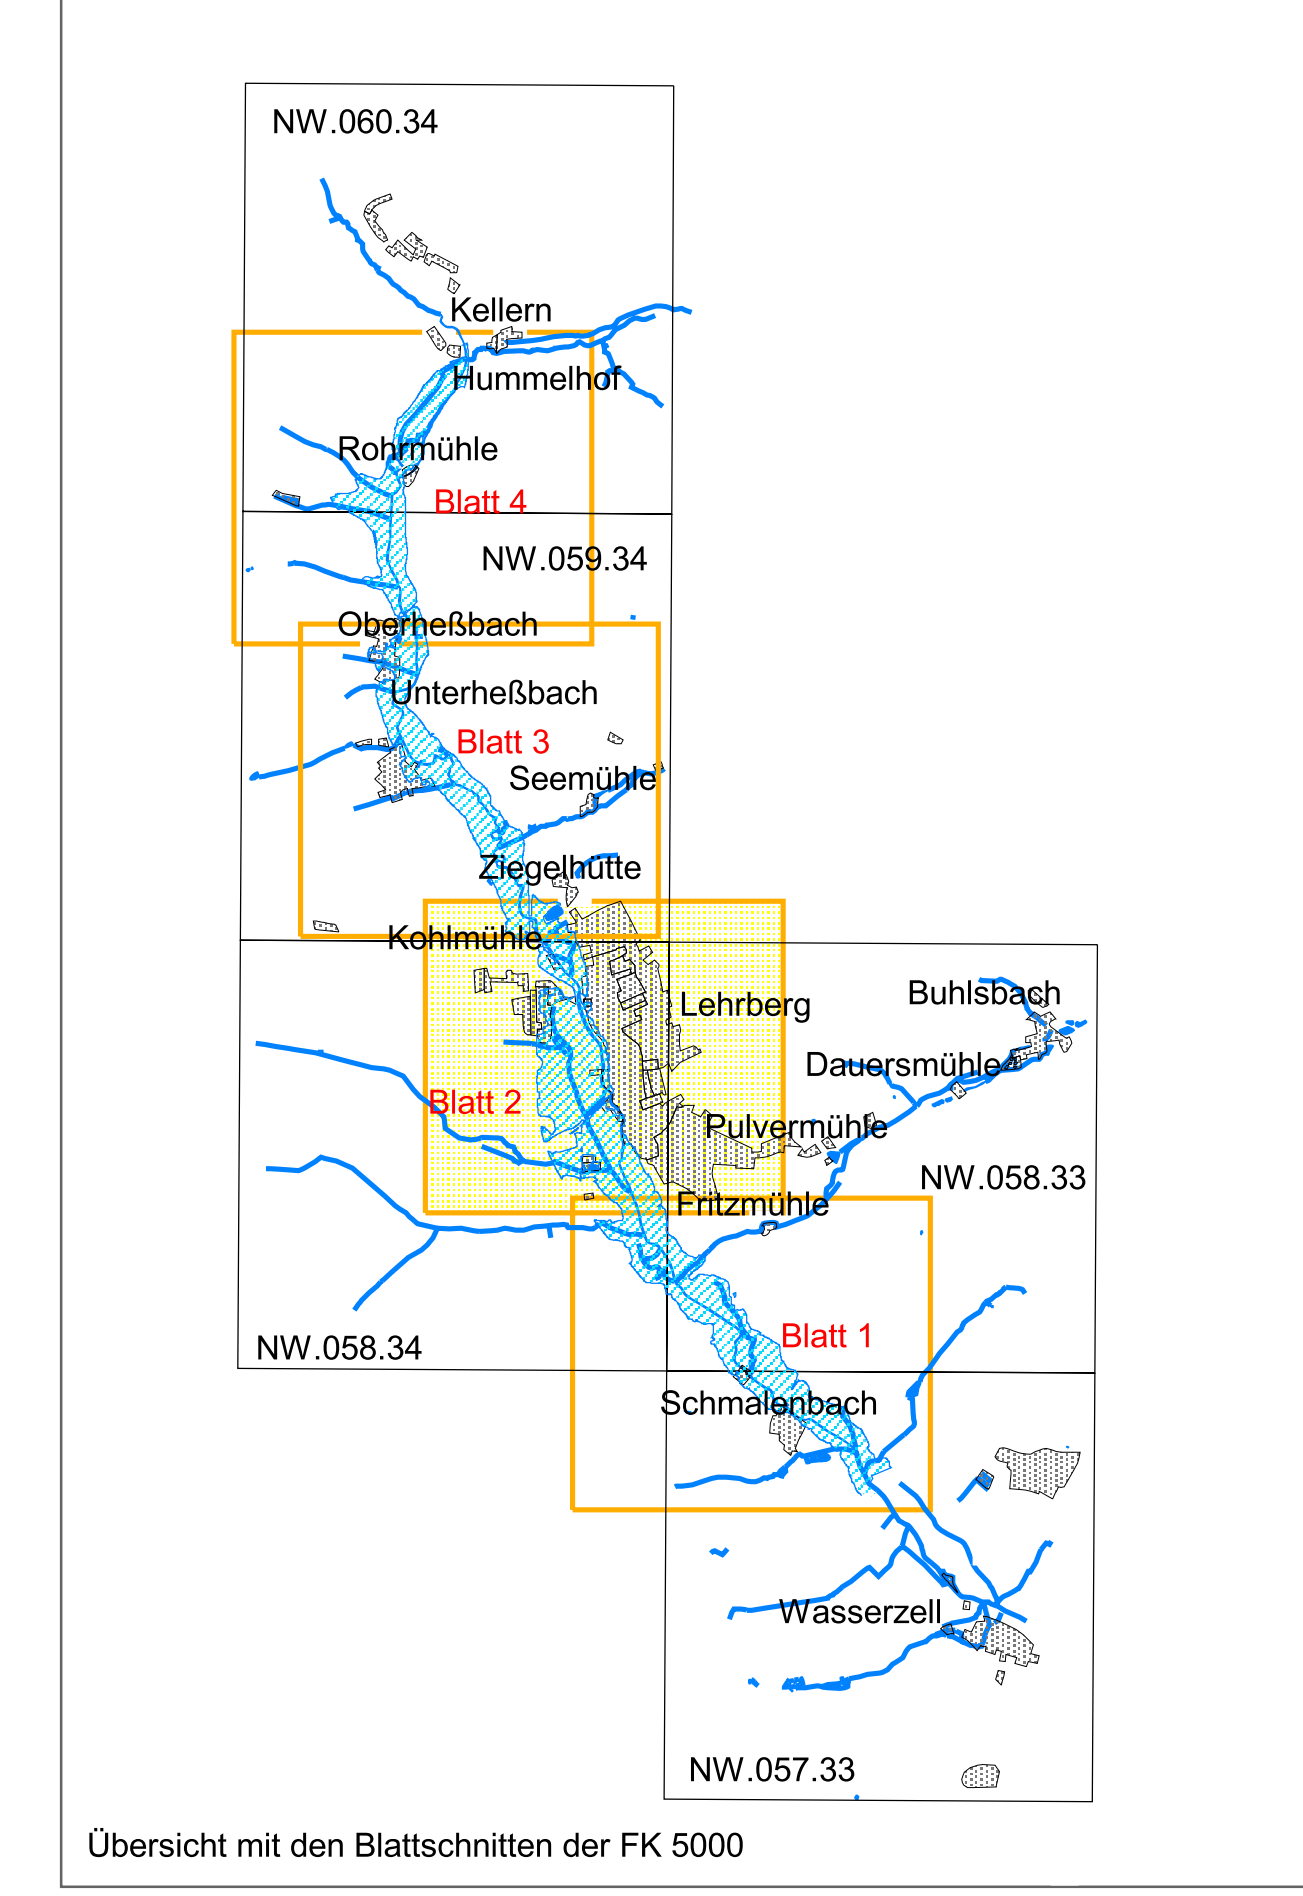 NW.060.34
Kellern
Hummelhof
Rohrmühle
Blatt 4
NW.059.34
Oberheßbach
Unterheßbach
Blatt 3
Seemühle
Ziegelhütte
Kohlmühle
Buhlsbach
Lehrberg
Dauersmühle
Blatt 2
Pulvermühle
NW.058.33
Fritzmühle
Blatt 1
NW.058.34
Schmalenbach
Wasserzell
NW.057.33
Übersicht mit den Blattschnitten der FK 5000